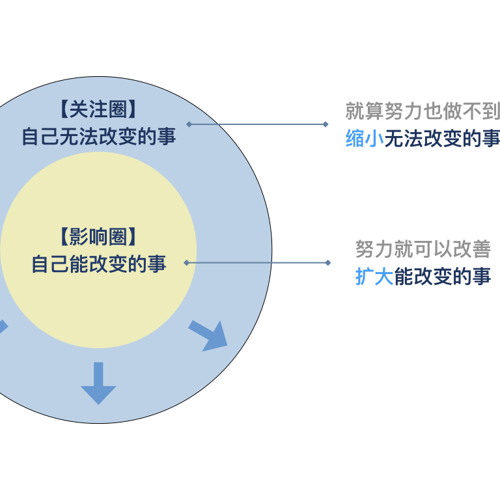 【关注圈】
自己无法改变的事
就算努力也做不到
缩小无法改变的事
【影响圈】
自己能改变的事
努力就可以改善
扩大能改变的事